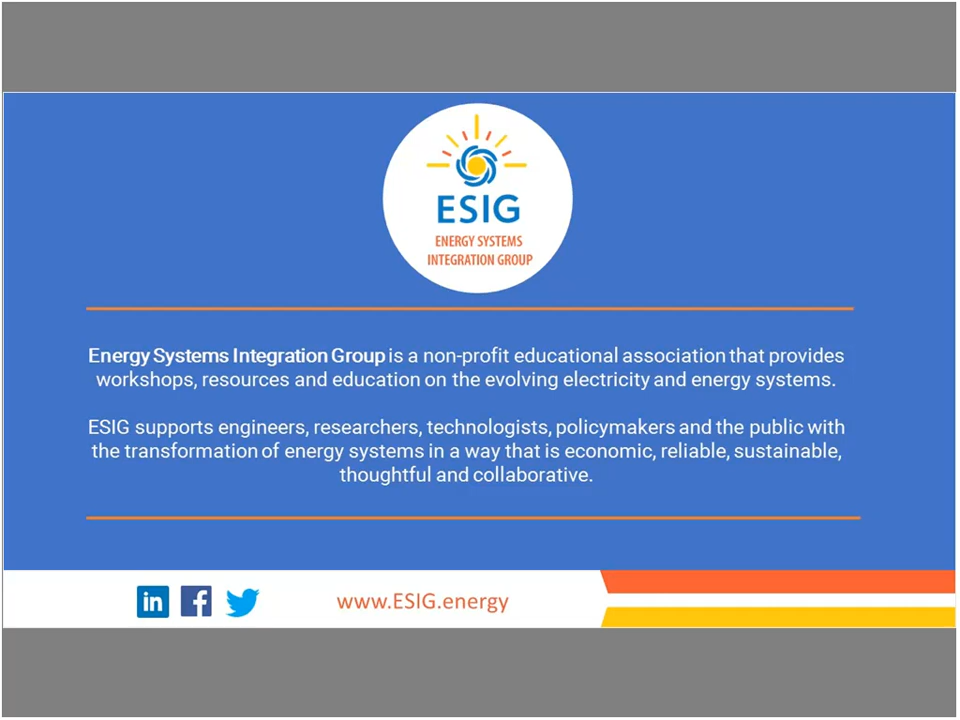 ESIG
ENERGY SYSTEMS
INTEGRATION GROUP
Energy Systems Integration Group is a non-profit educational association that provides
workshops, resources and education on the evolving electricity and energy systems.
ESIG supports engineers, researchers, technologists, policymakers and the public with
the transformation of energy systems in a way that is economic, reliable, sustainable,
thoughtful and collaborative.
in f www.ESIG.energy